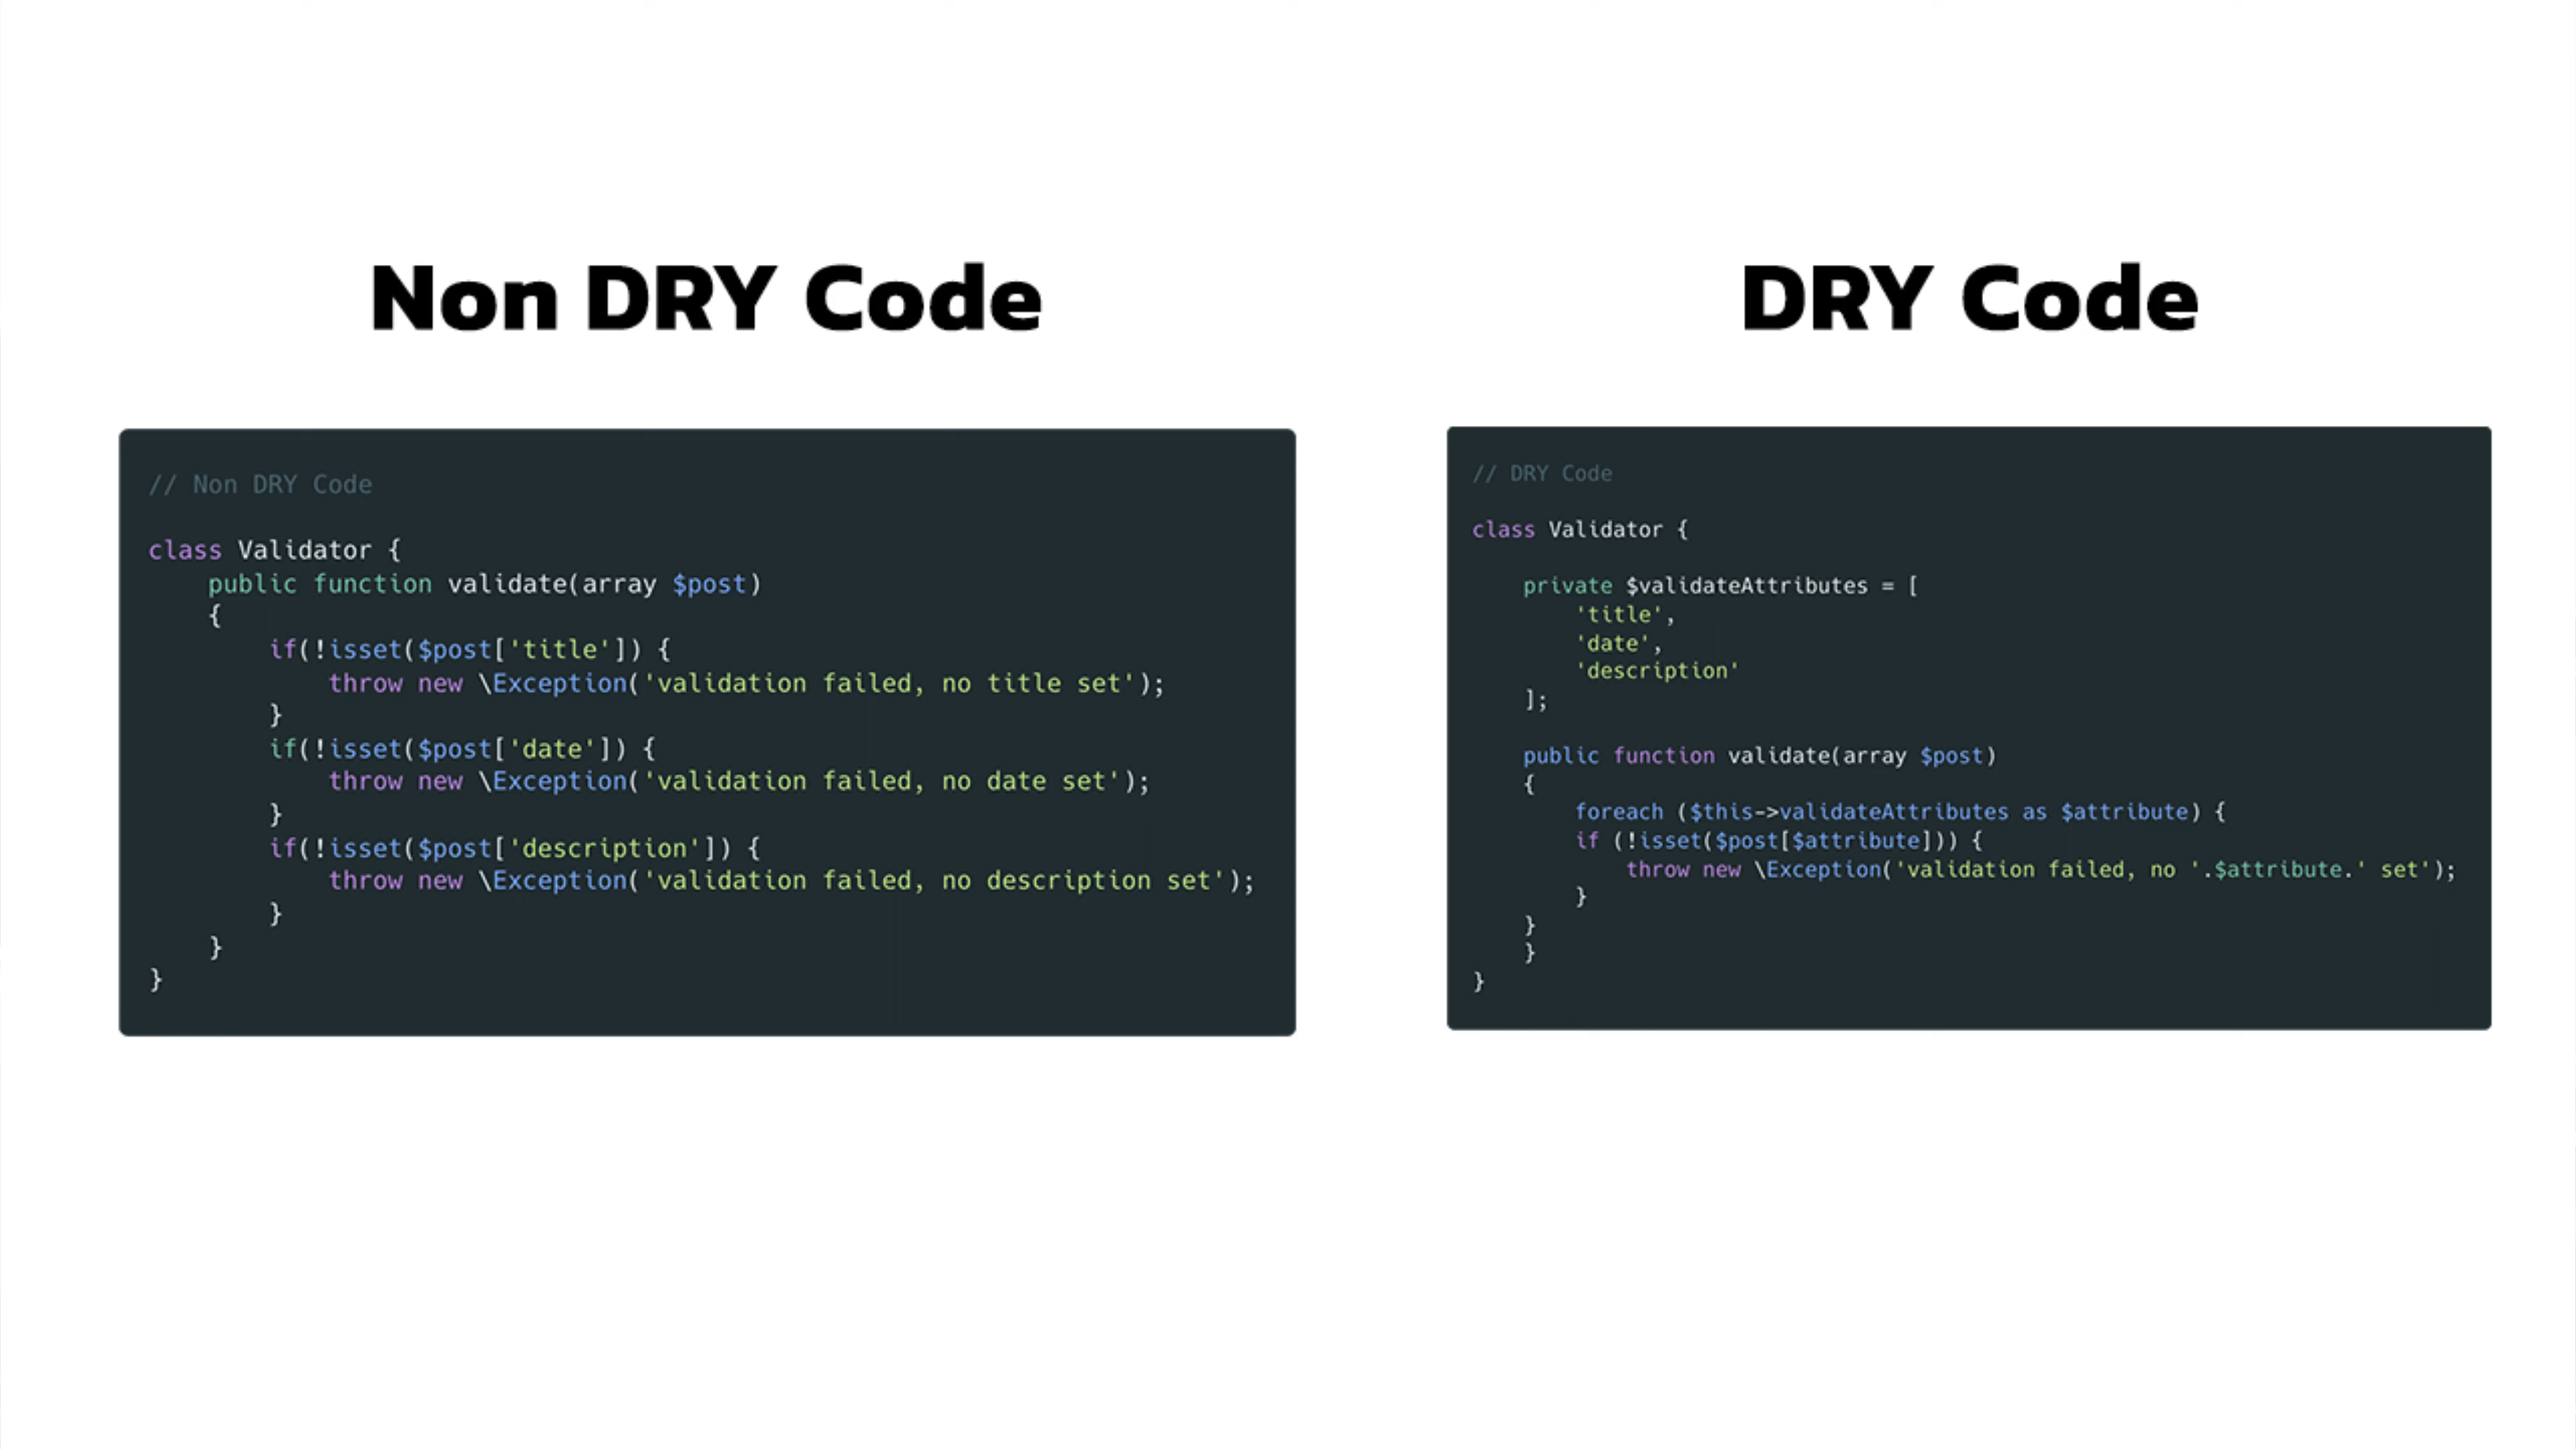 Non DRY Code
// Non DRY Code
class Validator {
    public function validate(array $post)
    {
        if(!isset($post['title']) {
            throw new \Exception('validation failed, no title set');
        }
        if(!isset($post['date']) {
            throw new \Exception('validation failed, no date set');
        }
        if(!isset($post['description']) {
            throw new \Exception('validation failed, no description set');
        }
    }
}
DRY Code
// DRY Code
class Validator {
    private $validateAttributes = [
        'title',
        'date',
        'description'
    ];
    public function validate(array $post)
    {
        foreach ($this->validateAttributes as $attribute) {
        if (!isset($post[$attribute])) {
            throw new \Exception('validation failed, no '.$attribute.' set');
        }
    }
    }
}